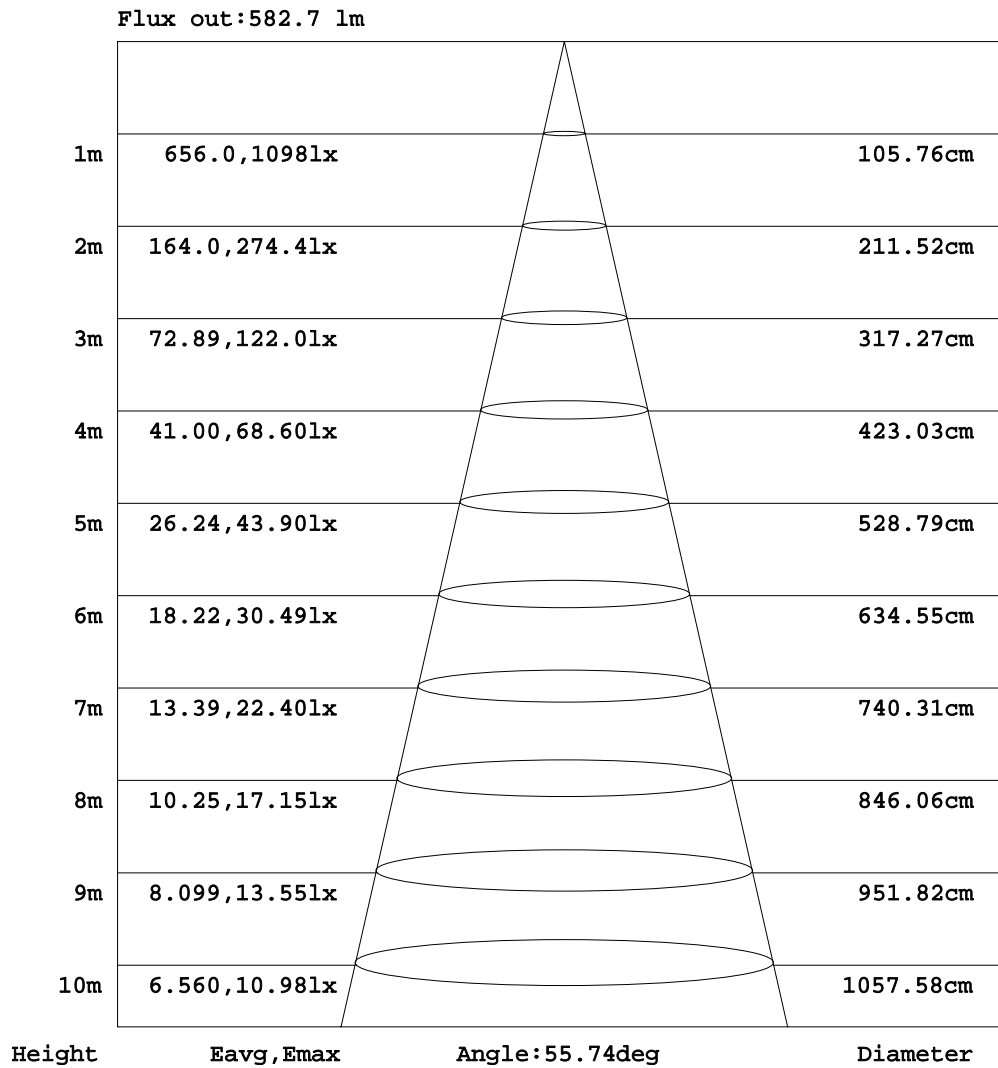 Flux out:582.7 lm
1m 656.0,1098lx 105.76cm
2m 164.0,274.4lx 211.52cm
3m 72.89,122.0lx 317.27cm
4m 41.00,68.60lx 423.03cm
5m 26.24,43.90lx 528.79cm
6m 18.22,30.49lx 634.55cm
7m 13.39,22.40lx 740.31cm
8m 10.25,17.15lx 846.06cm
9m 8.099,13.55lx 951.82cm
10m 6.560,10.98lx 1057.58cm
Height Eavg,Emax Angle:55.74deg Diameter